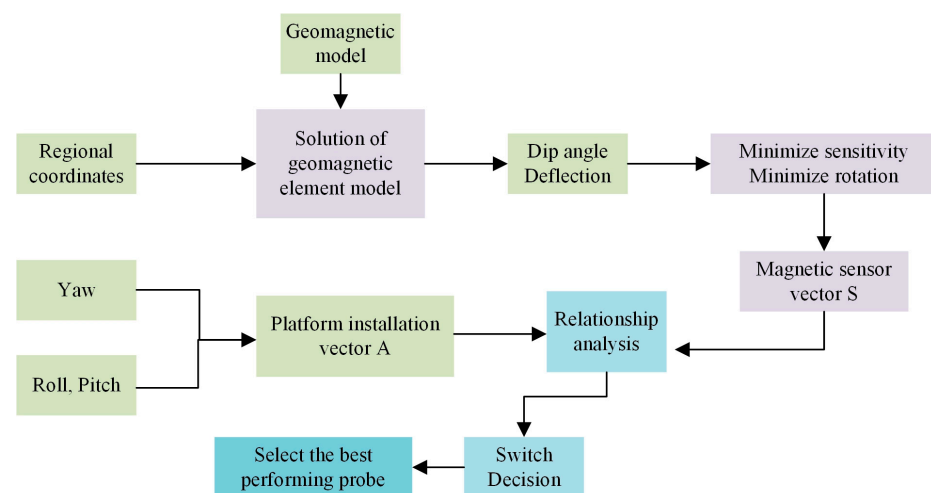 Geomagnetic
model
Regional
coordinates
Solution of
geomagnetic
element model
Dip angle
Deflection
Minimize sensitivity
Minimize rotation
Magnetic sensor
vector S
Yaw
Roll, Pitch
Platform installation
vector A
Relationship
analysis
Switch
Decision
Select the best
performing probe